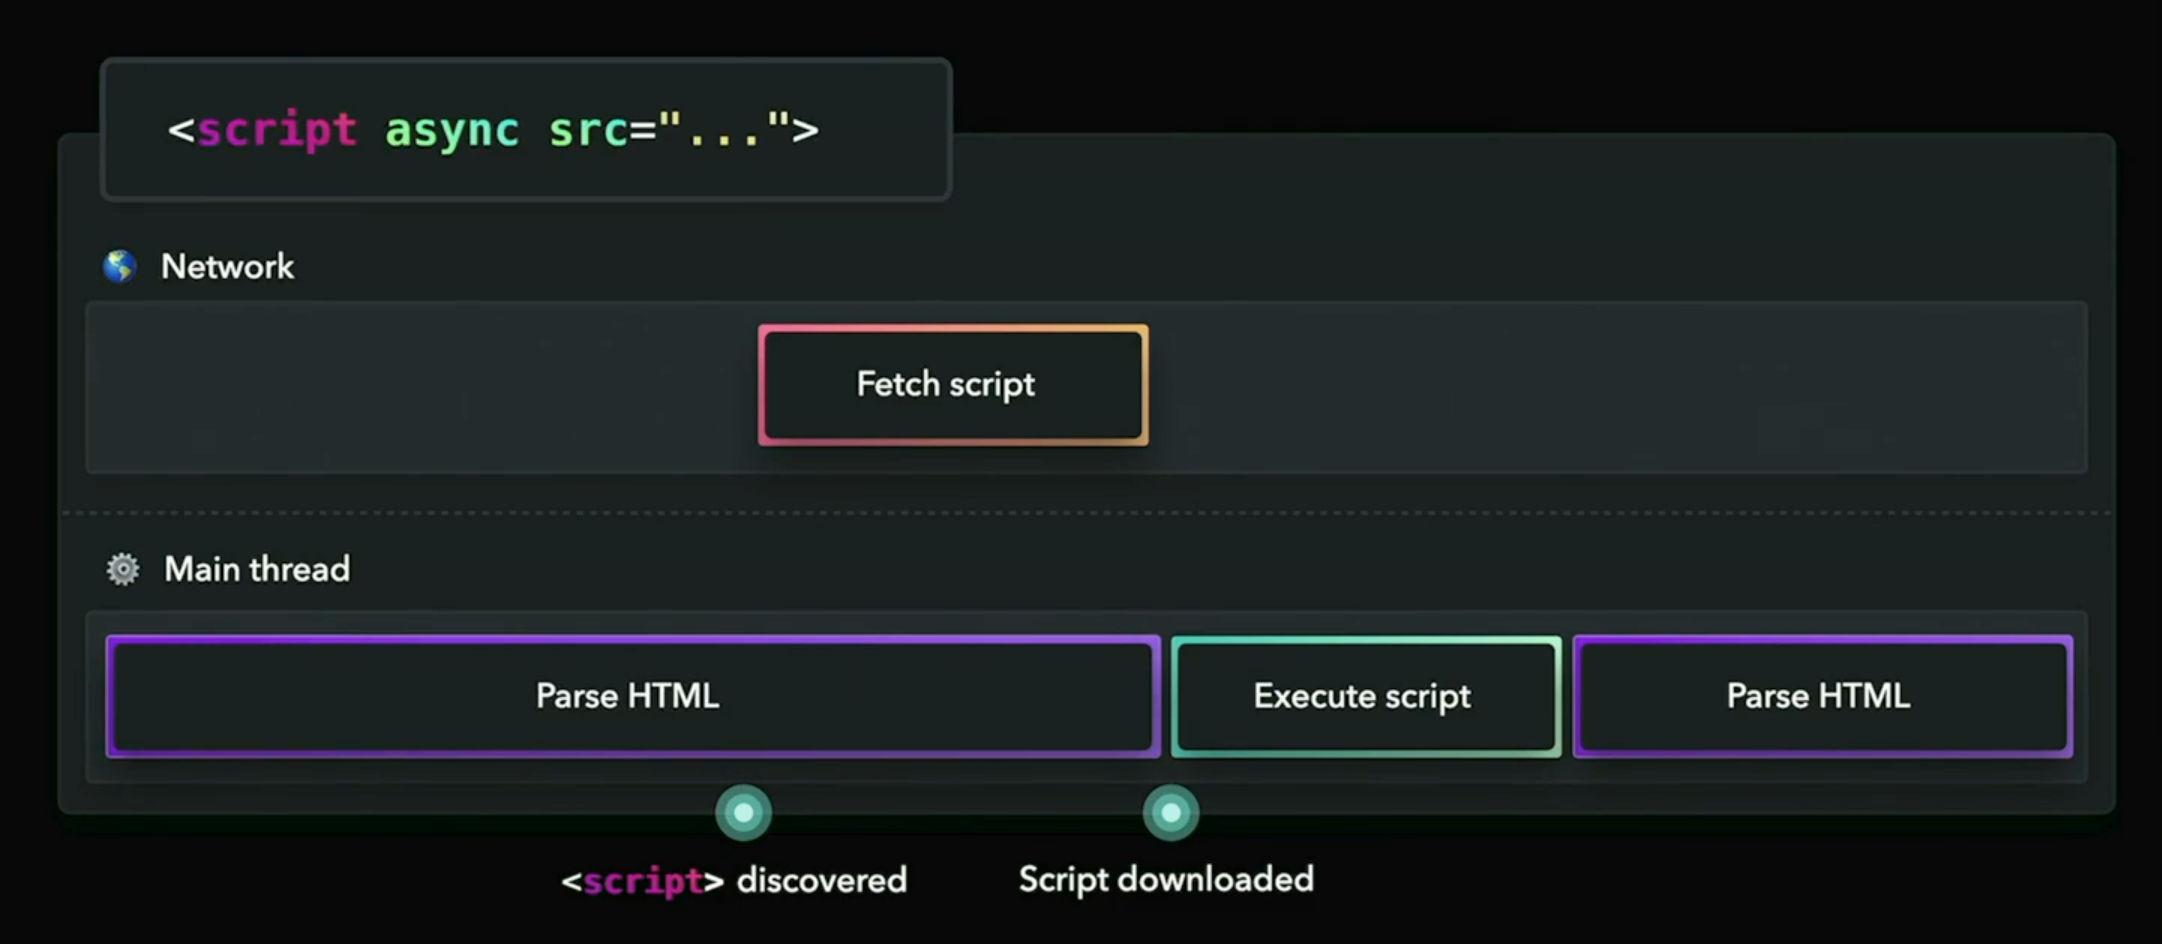 <script async src="...">
Network
Fetch script
Main thread
Parse HTML
Execute script
Parse HTML
<script> discovered
Script downloaded